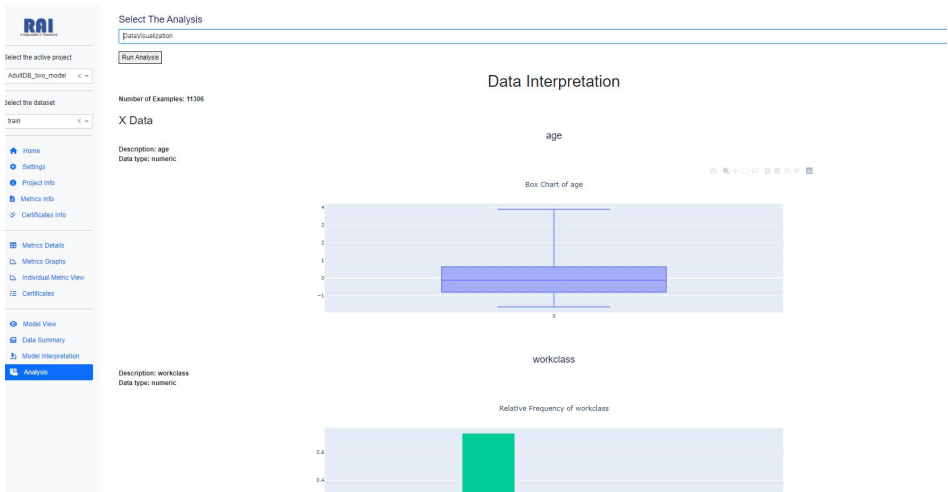 RAI
Select the active project
AdultDB_two_model
Select the dataset
train
Home
Settings
Project Info
Metrics Info
Certificates Info
Metrics Details
Metrics Graphs
Individual Metric View
Certificates
Model View
Data Summary
Model Interpretation
Analysis
Select The Analysis
DataVisualization
Run Analysis
Data Interpretation
Number of Examples: 11306
X Data
age
Description: age
Data type: numeric
Box Chart of age
4
3
2
1
0
−1
0
workclass
Description: workclass
Data type: numeric
Relative Frequency of workclass
0.6
0.4